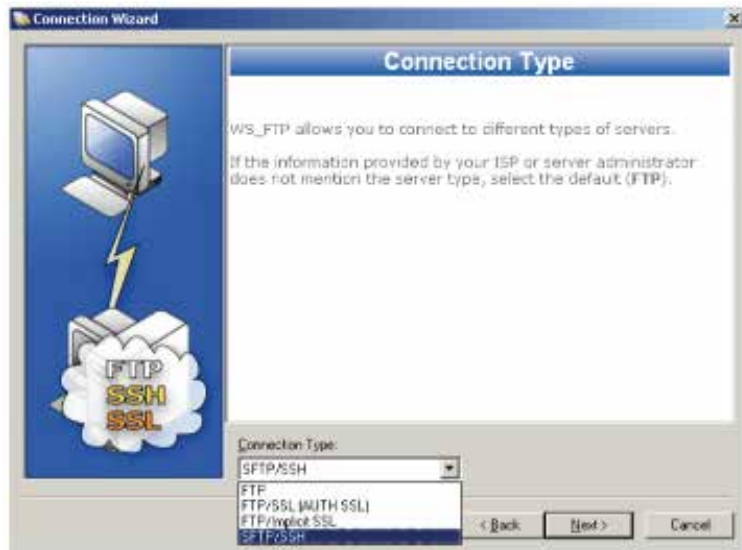 Connection Wizard
Connection Type
WS_FTP allows you to connect to different types of servers.
If the information provided by your ISP or server administrator
does not mention the server type, select the default (FTP).
FTP
SSH
SSL
Connection Type:
SFTP/SSH
FTP
FTP/SSL (AUTH SSL)
FTP/Implicit SSL
SFTP/SSH
< Back
Next >
Cancel